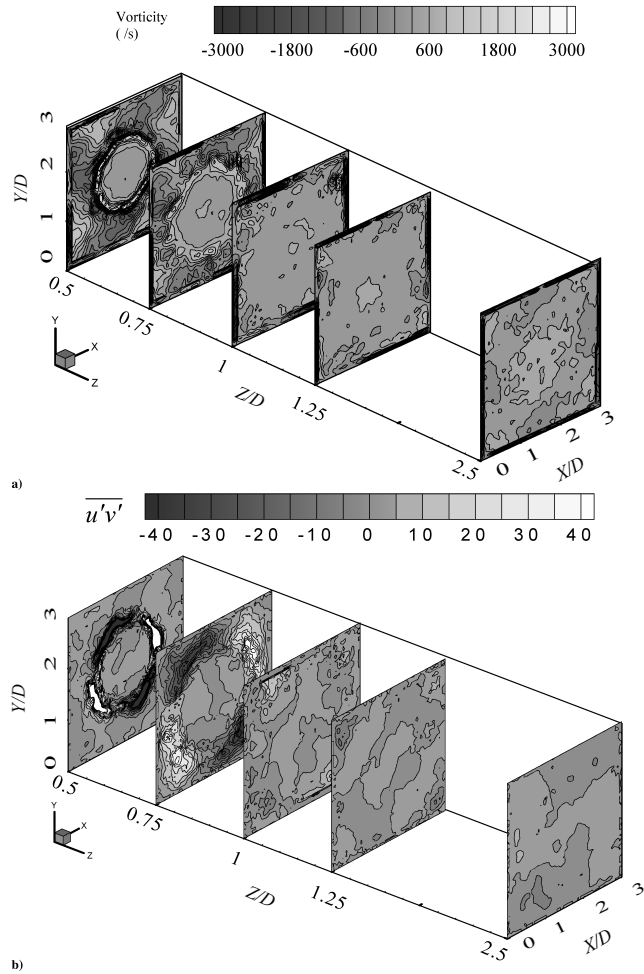 Vorticity
( /s)
-3000 -1800 -600 600 1800 3000
3
2
1
0
Y/D
0.5
0.75
1
1.25
2.5
Z/D
0 1 2 3
X/D
Y
X
Z
a)
u'v'
-40 -30 -20 -10 0 10 20 30 40
3
2
1
0
Y/D
0.5
0.75
1
1.25
2.5
Z/D
0 1 2 3
X/D
Y
X
Z
b)